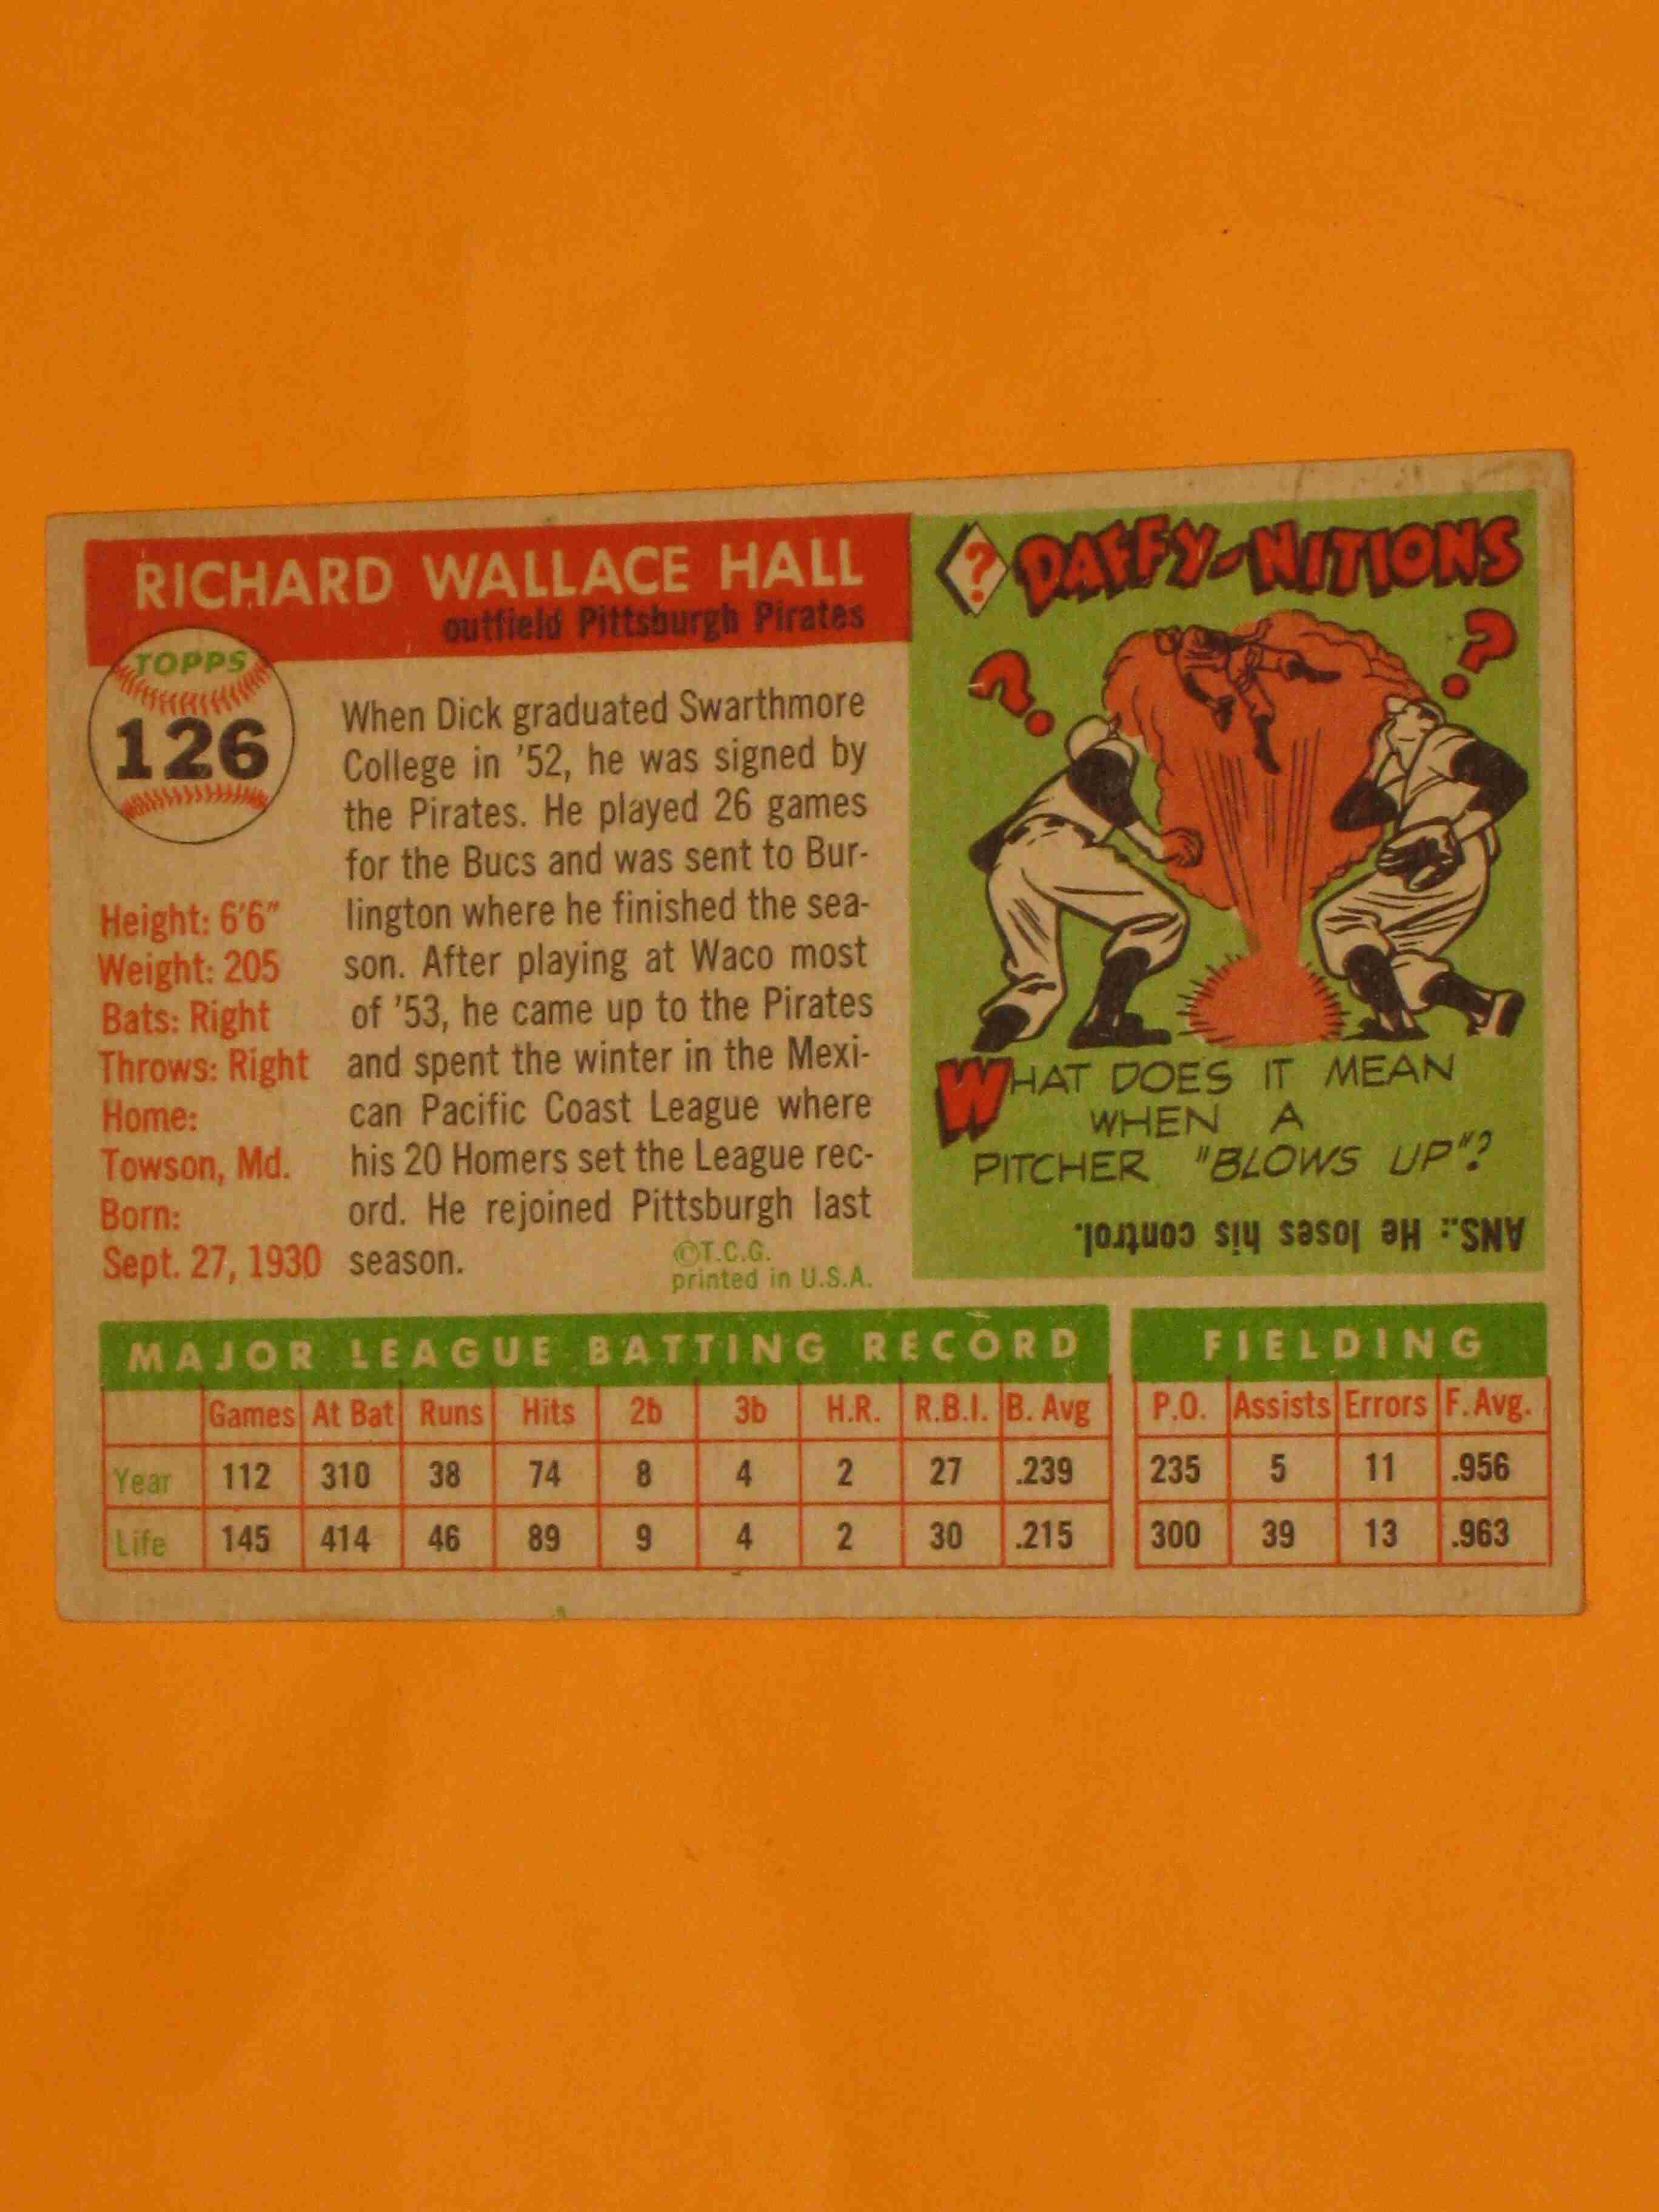 RICHARD WALLACE HALL
outfield Pittsburgh Pirates
TOPPS
126
Height: 6'6"
Weight: 205
Bats: Right
Throws: Right
Home:
Towson, Md.
Born:
Sept. 27, 1930
When Dick graduated Swarthmore
College in '52, he was signed by
the Pirates. He played 26 games
for the Bucs and was sent to Bur-
lington where he finished the sea-
son. After playing at Waco most
of '53, he came up to the Pirates
and spent the winter in the Mexi-
can Pacific Coast League where
his 20 Homers set the League rec-
ord. He rejoined Pittsburgh last
season.
©T.C.G.
printed in U.S.A.
? DAFFY-NITIONS
? ?
WHAT DOES IT MEAN
WHEN A
PITCHER "BLOWS UP"?
ANS.: He loses his control.
MAJOR LEAGUE BATTING RECORD
Games At Bat Runs Hits 2b 3b H.R. R.B.I. B. Avg
Year 112 310 38 74 8 4 2 27 .239
Life 145 414 46 89 9 4 2 30 .215
FIELDING
P.O. Assists Errors F. Avg.
235 5 11 .956
300 39 13 .963